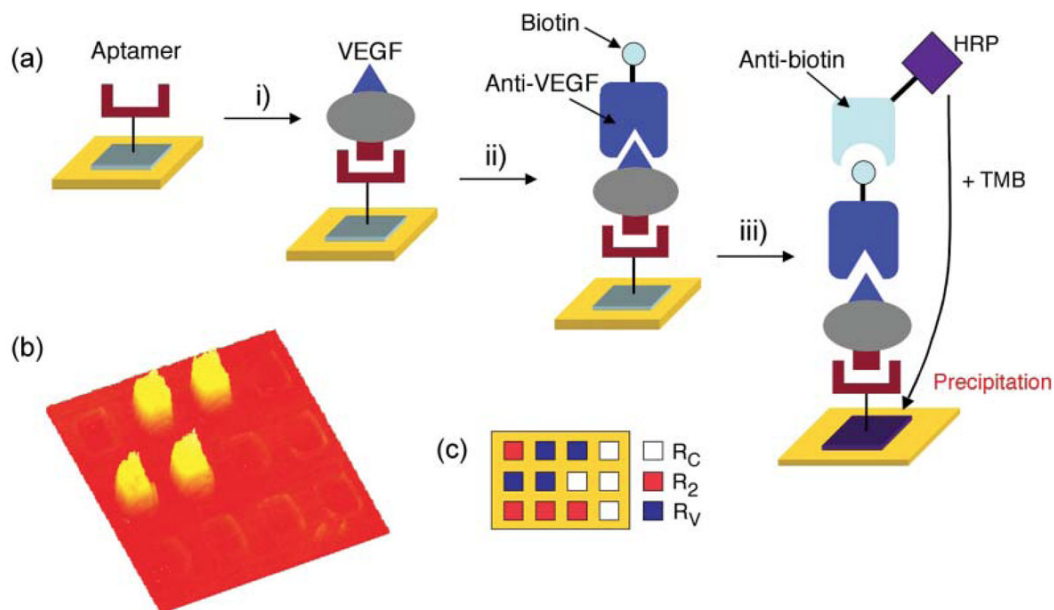 (a)
Aptamer
i)
VEGF
ii)
Biotin
Anti-VEGF
iii)
Anti-biotin
HRP
+ TMB
Precipitation
(b)
(c)
R_C
R_2
R_V